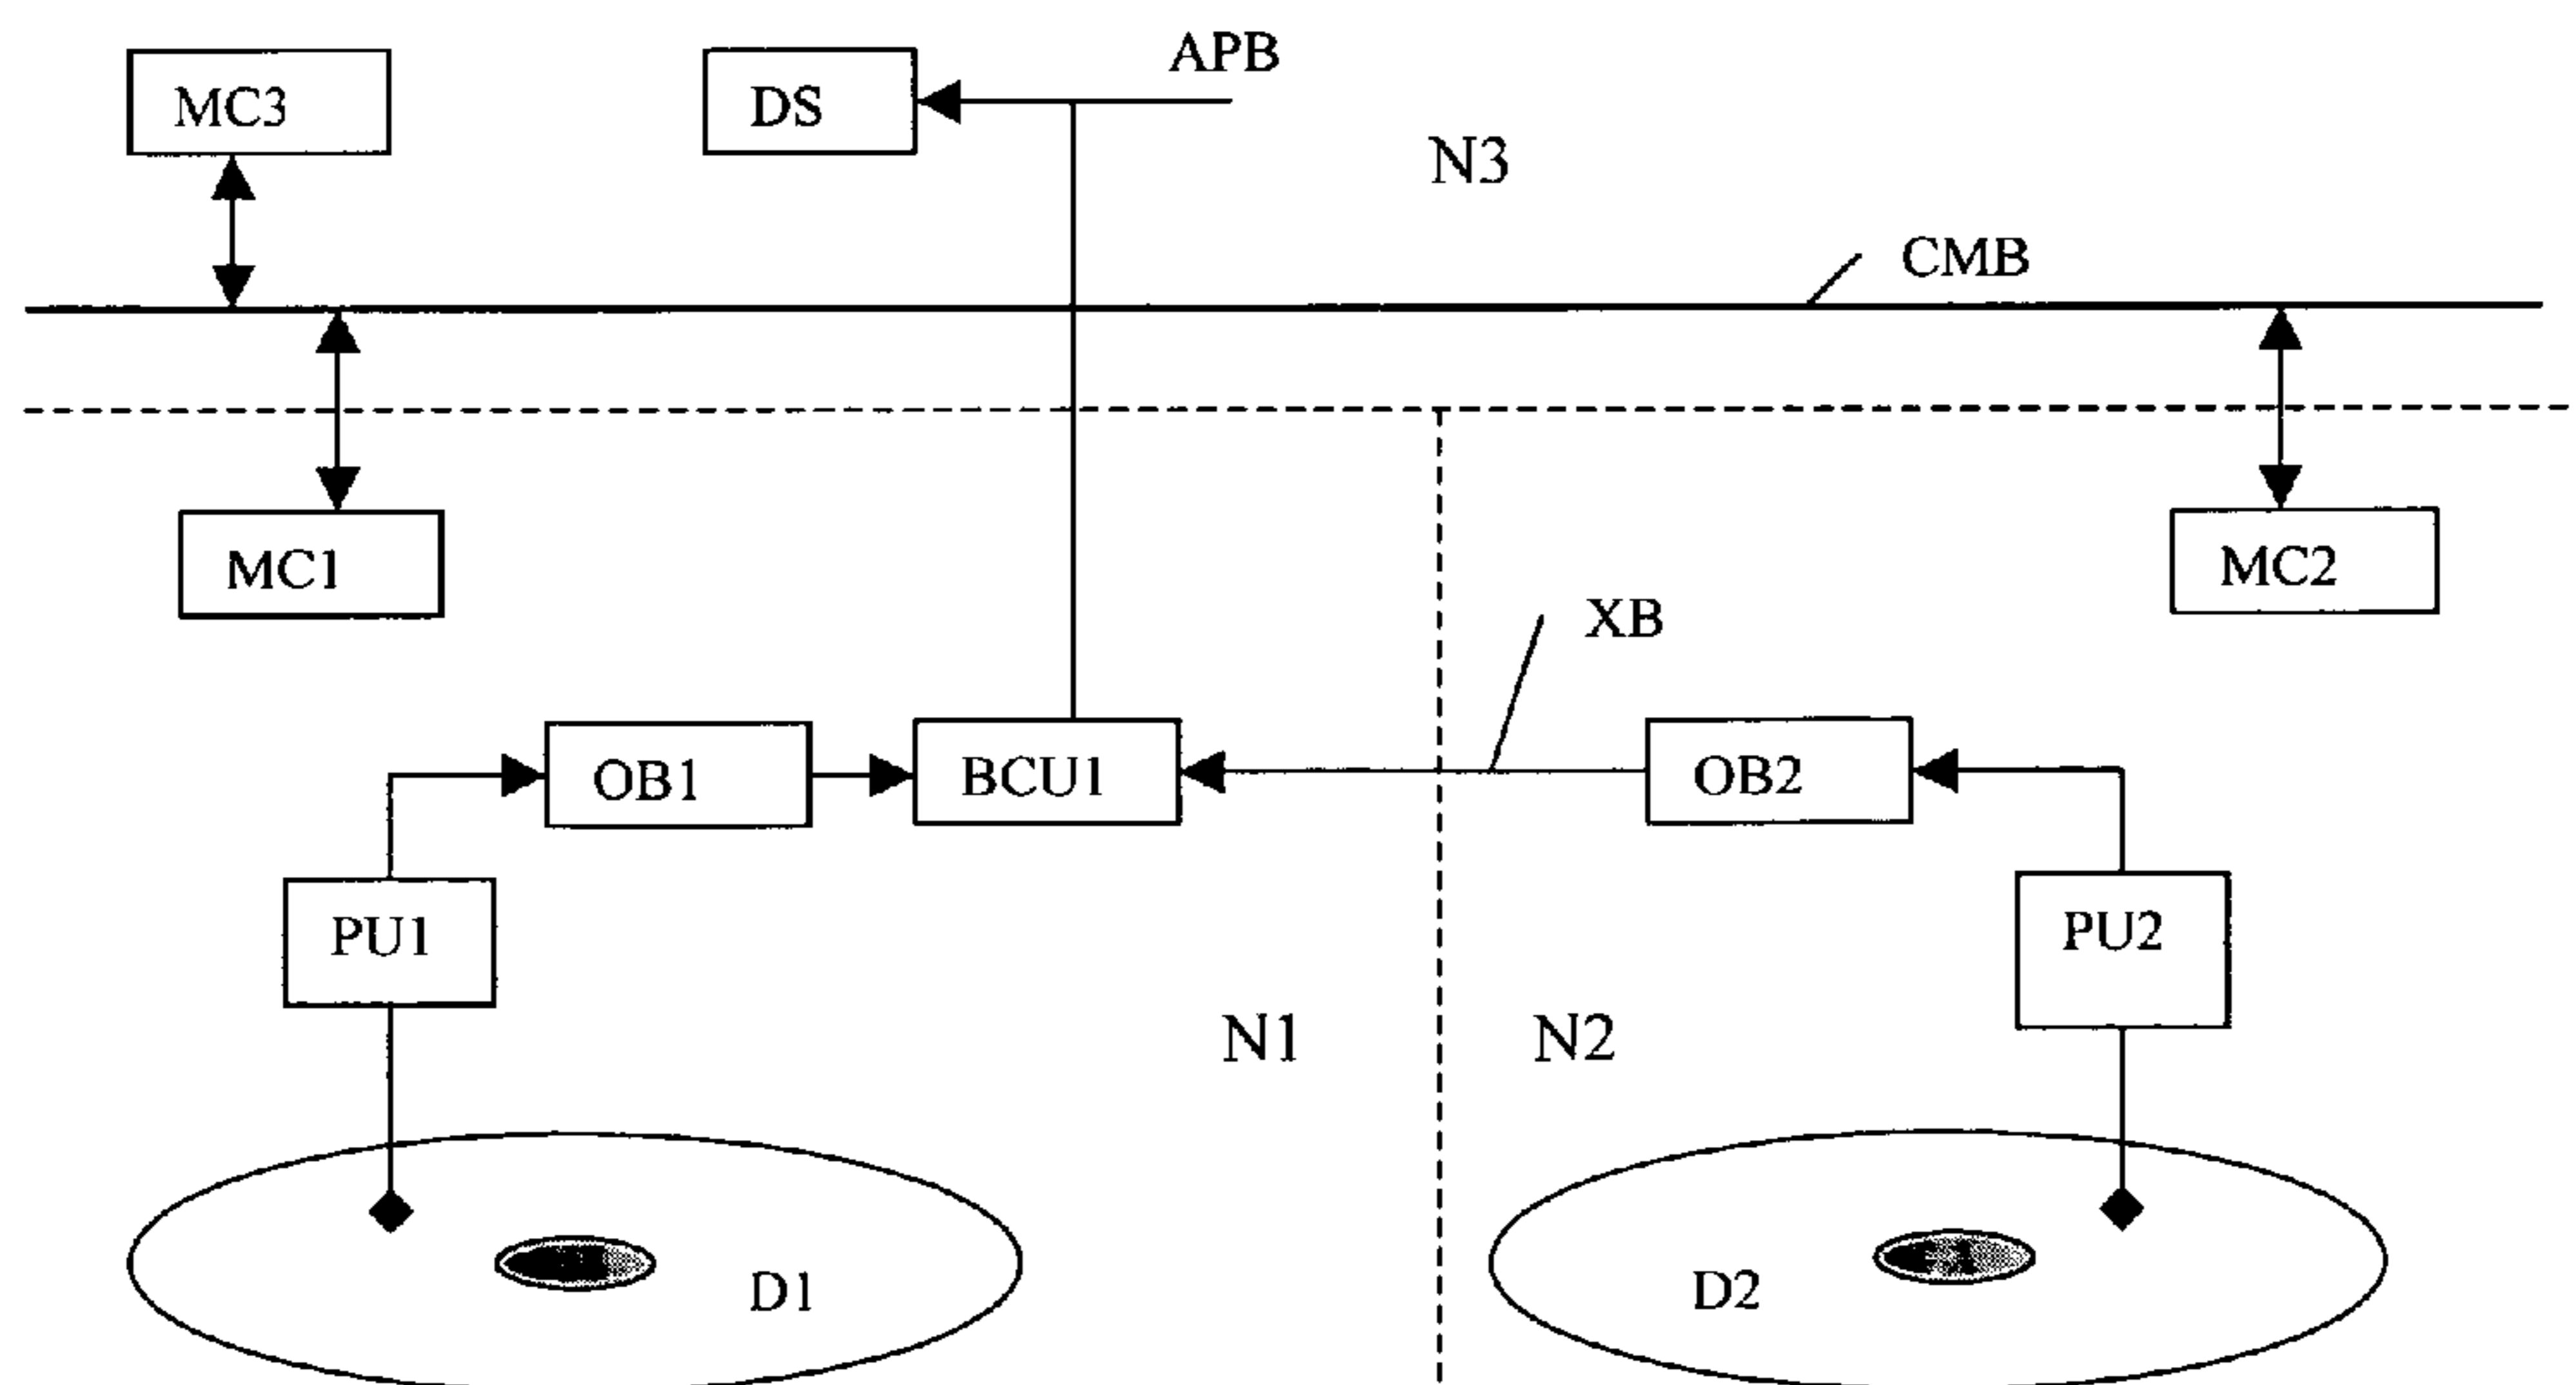 APB
MC3
DS
N3
CMB
MC1
MC2
XB
OB1
BCU1
OB2
PU1
PU2
N1
N2
D1
D2